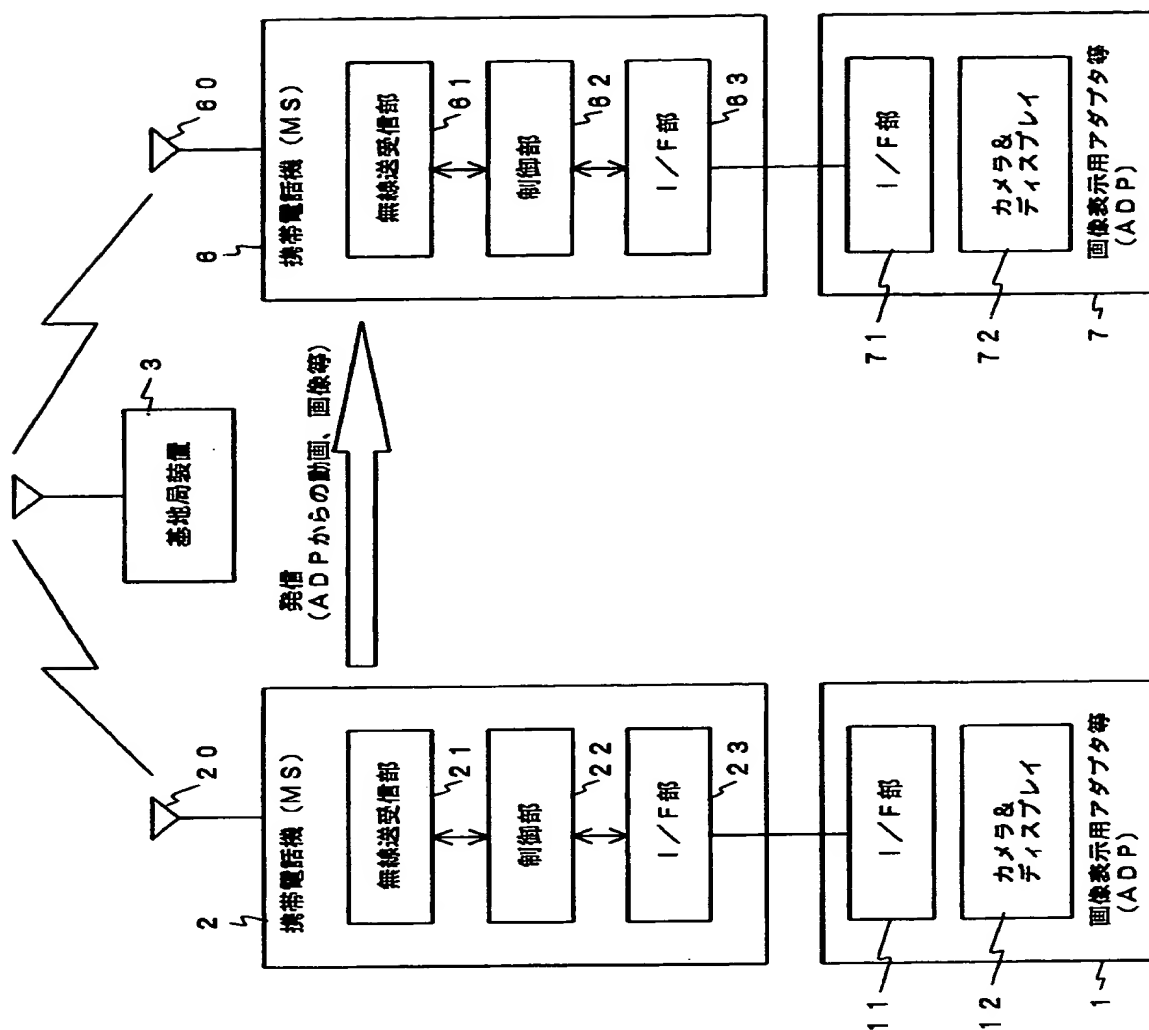 基地局装置
3
20
60
2
携帯電話機(MS)
無線送受信部
21
制御部
22
I/F部
23
発信
(ADPからの動画、画像等)
6
携帯電話機(MS)
無線送受信部
61
制御部
62
I/F部
63
11
I/F部
12
カメラ&
ディスプレイ
1
画像表示用アダプタ等
(ADP)
71
I/F部
72
カメラ&
ディスプレイ
7
画像表示用アダプタ等
(ADP)